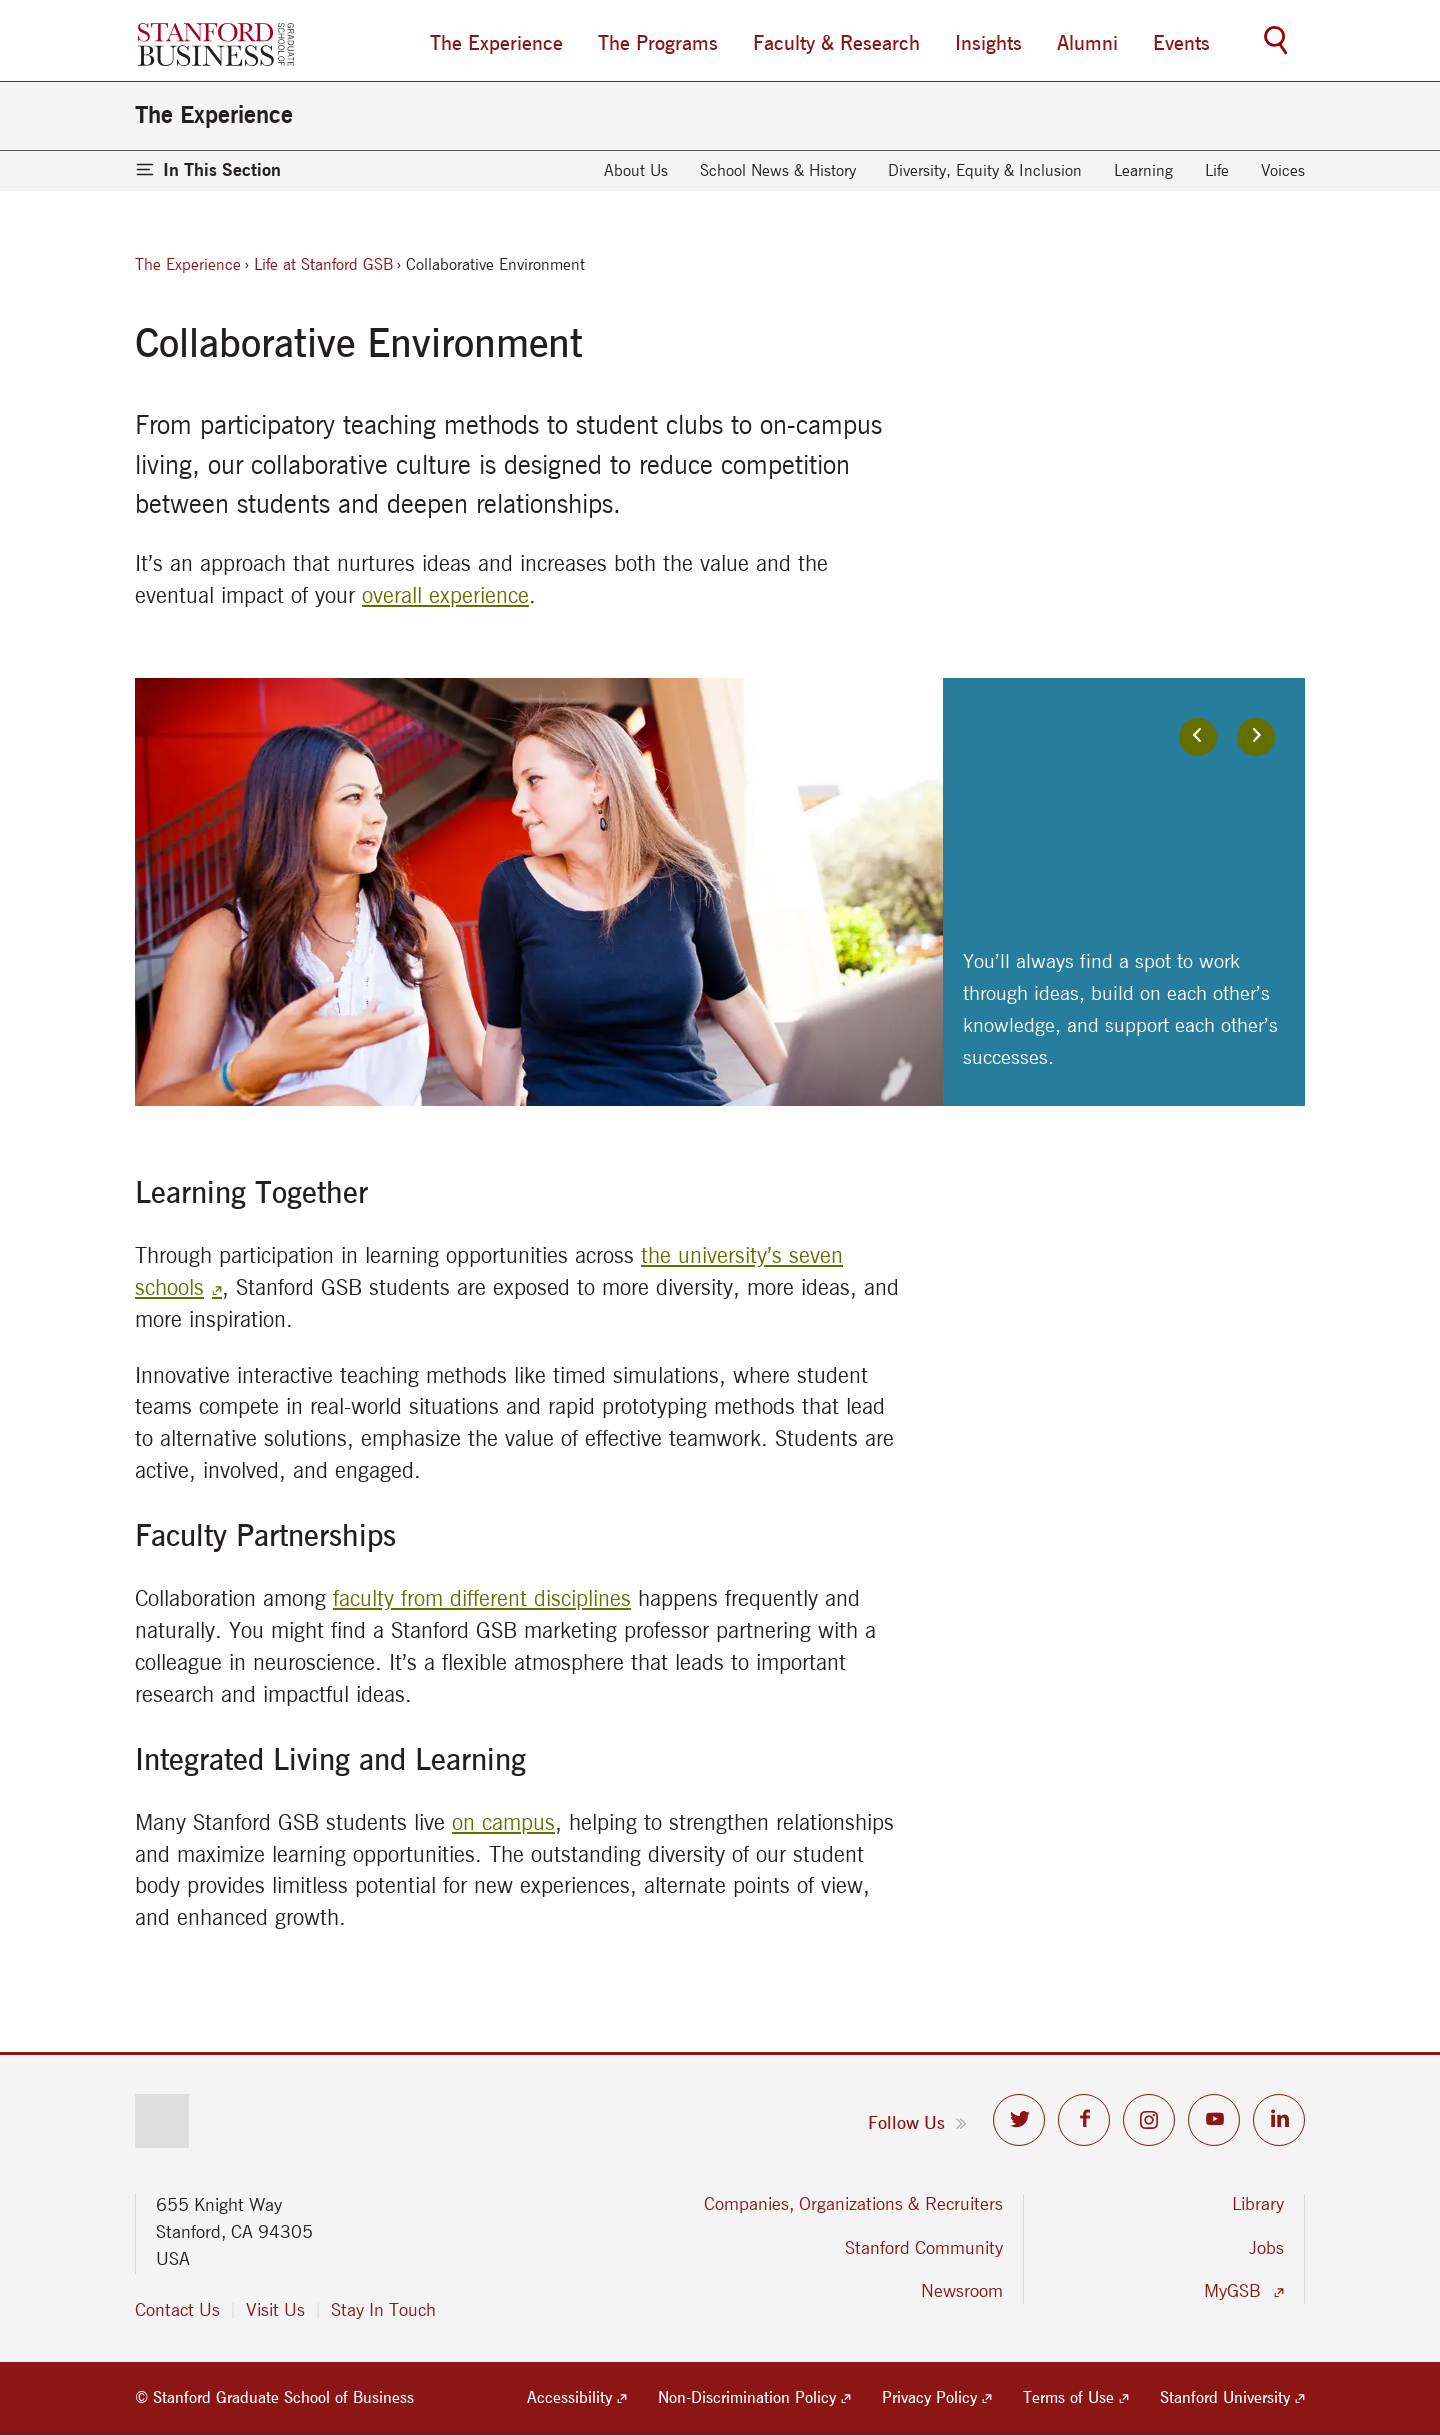 STANFORD
BUSINESS
GRADUATE
SCHOOL OF
The Experience
The Programs
Faculty & Research
Insights
Alumni
Events
The Experience
In This Section
About Us
School News & History
Diversity, Equity & Inclusion
Learning
Life
Voices
The Experience › Life at Stanford GSB › Collaborative Environment
Collaborative Environment
From participatory teaching methods to student clubs to on-campus
living, our collaborative culture is designed to reduce competition
between students and deepen relationships.
It’s an approach that nurtures ideas and increases both the value and the
eventual impact of your overall experience.
You’ll always find a spot to work
through ideas, build on each other’s
knowledge, and support each other’s
successes.
Learning Together
Through participation in learning opportunities across the university’s seven
schools, Stanford GSB students are exposed to more diversity, more ideas, and
more inspiration.
Innovative interactive teaching methods like timed simulations, where student
teams compete in real-world situations and rapid prototyping methods that lead
to alternative solutions, emphasize the value of effective teamwork. Students are
active, involved, and engaged.
Faculty Partnerships
Collaboration among faculty from different disciplines happens frequently and
naturally. You might find a Stanford GSB marketing professor partnering with a
colleague in neuroscience. It’s a flexible atmosphere that leads to important
research and impactful ideas.
Integrated Living and Learning
Many Stanford GSB students live on campus, helping to strengthen relationships
and maximize learning opportunities. The outstanding diversity of our student
body provides limitless potential for new experiences, alternate points of view,
and enhanced growth.
Follow Us »
655 Knight Way
Stanford, CA 94305
USA
Contact Us | Visit Us | Stay In Touch
Companies, Organizations & Recruiters
Stanford Community
Newsroom
Library
Jobs
MyGSB
© Stanford Graduate School of Business
Accessibility
Non-Discrimination Policy
Privacy Policy
Terms of Use
Stanford University